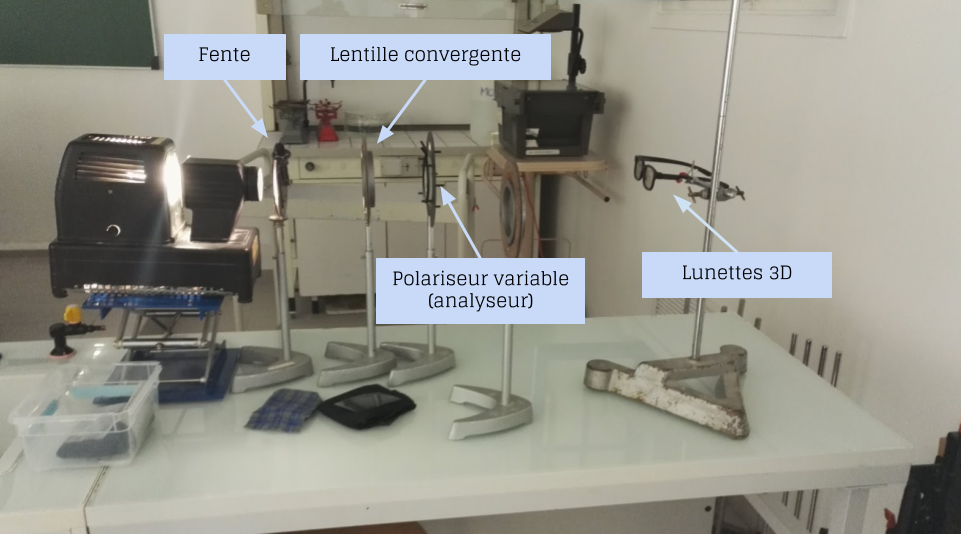 Fente
Lentille convergente
Polariseur variable
(analyseur)
Lunettes 3D